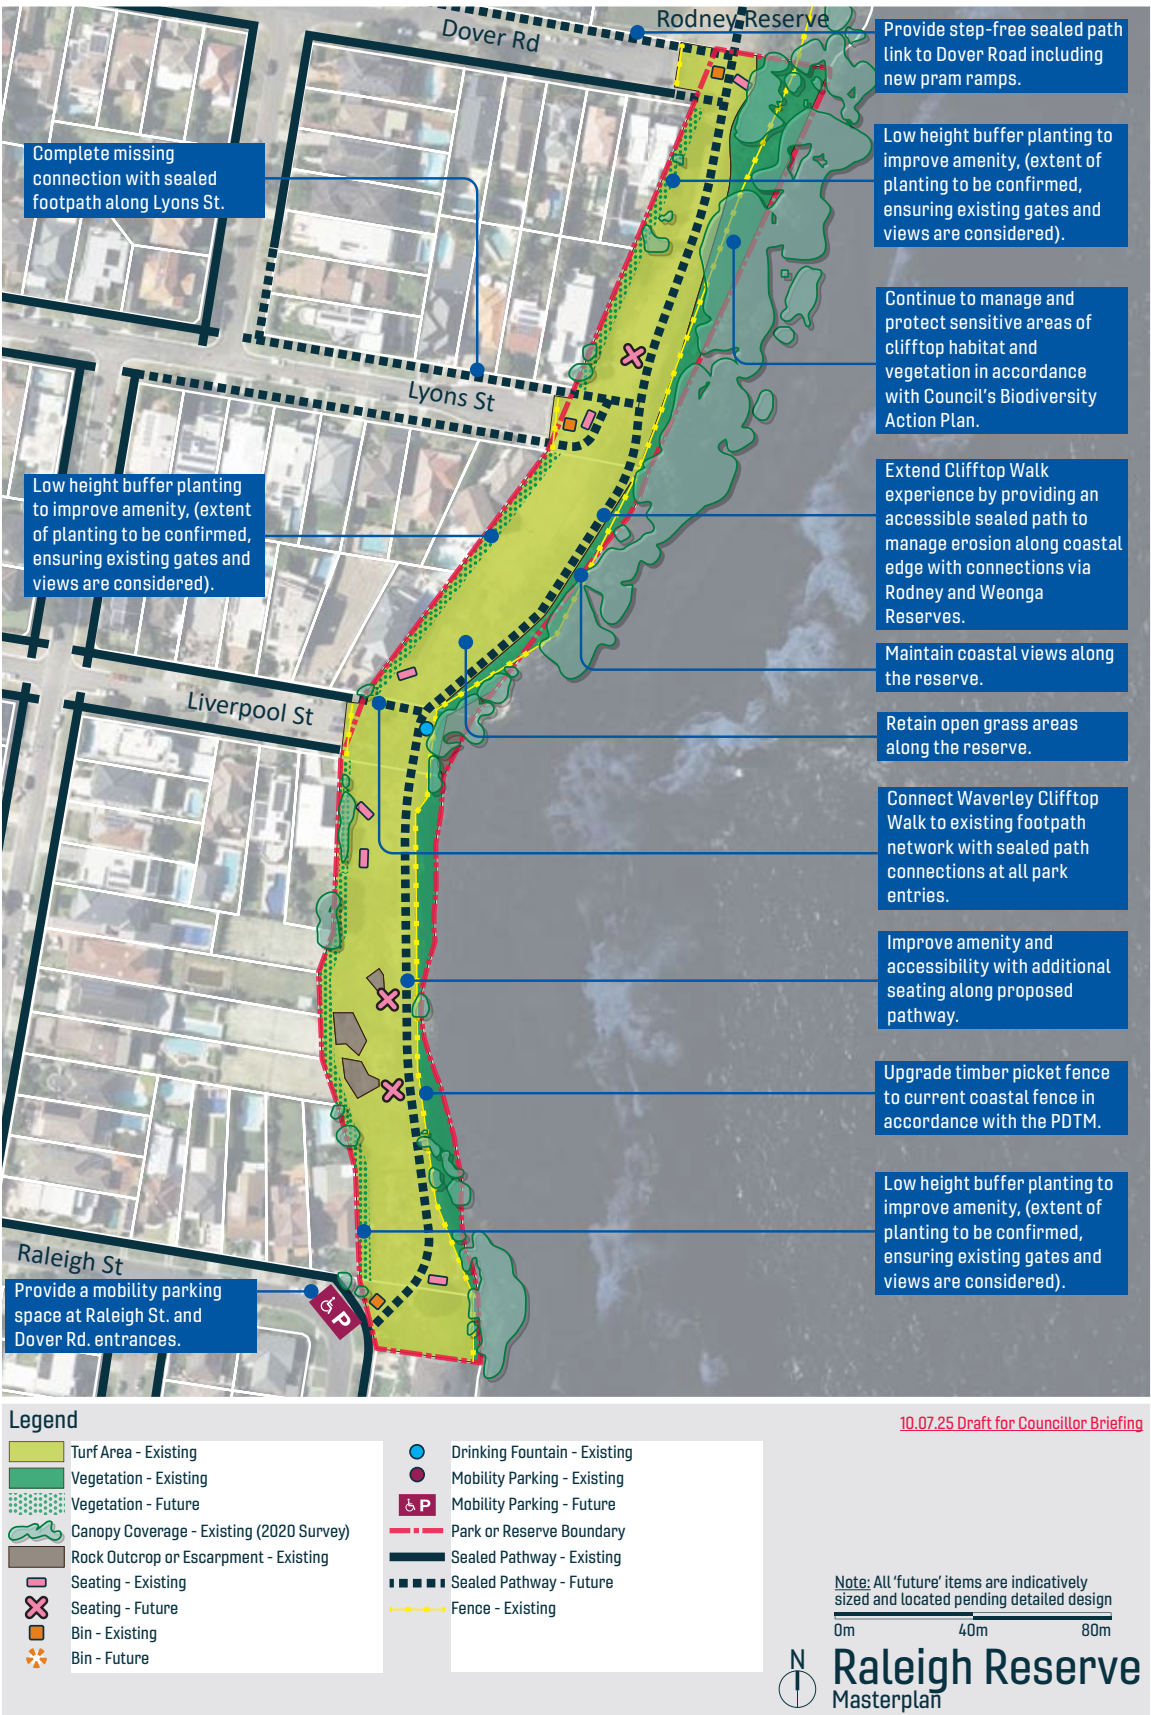 Rodney Reserve
Dover Rd
Provide step-free sealed path
link to Dover Road including
new pram ramps.
Low height buffer planting to
improve amenity, (extent of
planting to be confirmed,
ensuring existing gates and
views are considered).
Complete missing
connection with sealed
footpath along Lyons St.
Continue to manage and
protect sensitive areas of
clifftop habitat and
vegetation in accordance
with Council's Biodiversity
Action Plan.
Lyons St
Extend Clifftop Walk
experience by providing an
accessible sealed path to
manage erosion along coastal
edge with connections via
Rodney and Weonga
Reserves.
Low height buffer planting
to improve amenity, (extent
of planting to be confirmed,
ensuring existing gates and
views are considered).
Maintain coastal views along
the reserve.
Liverpool St
Retain open grass areas
along the reserve.
Connect Waverley Clifftop
Walk to existing footpath
network with sealed path
connections at all park
entries.
Improve amenity and
accessibility with additional
seating along proposed
pathway.
Upgrade timber picket fence
to current coastal fence in
accordance with the PDTM.
Low height buffer planting to
improve amenity, (extent of
planting to be confirmed,
ensuring existing gates and
views are considered).
Raleigh St
Provide a mobility parking
space at Raleigh St. and
Dover Rd. entrances.
P
Legend
10.07.25 Draft for Councillor Briefing
Turf Area - Existing
Vegetation - Existing
Vegetation - Future
Canopy Coverage - Existing (2020 Survey)
Rock Outcrop or Escarpment - Existing
Seating - Existing
Seating - Future
Bin - Existing
Bin - Future
Drinking Fountain - Existing
Mobility Parking - Existing
P Mobility Parking - Future
Park or Reserve Boundary
Sealed Pathway - Existing
Sealed Pathway - Future
Fence - Existing
Note: All 'future' items are indicatively
sized and located pending detailed design
0m 40m 80m
N
Raleigh Reserve
Masterplan